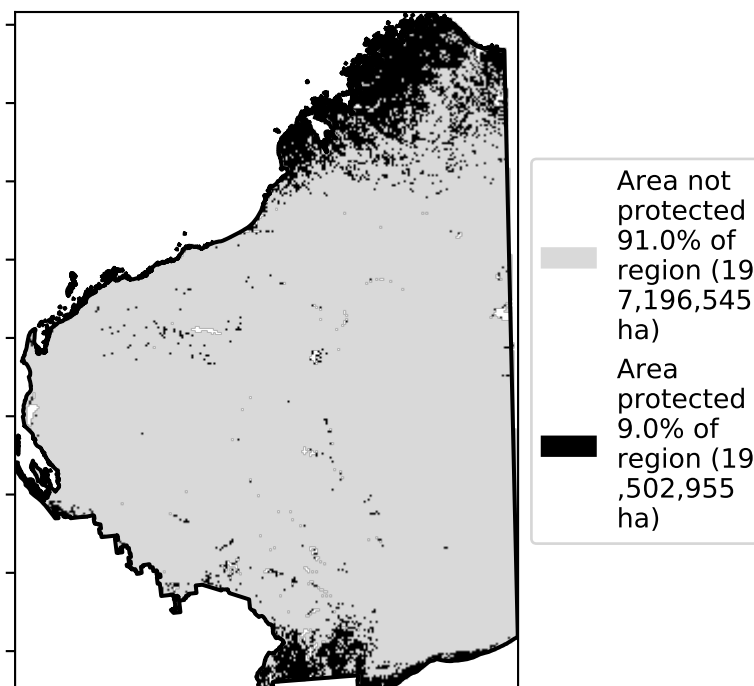 Area not
protected
91.0% of
region (19
7,196,545
ha)
Area
protected
9.0% of
region (19
,502,955
ha)